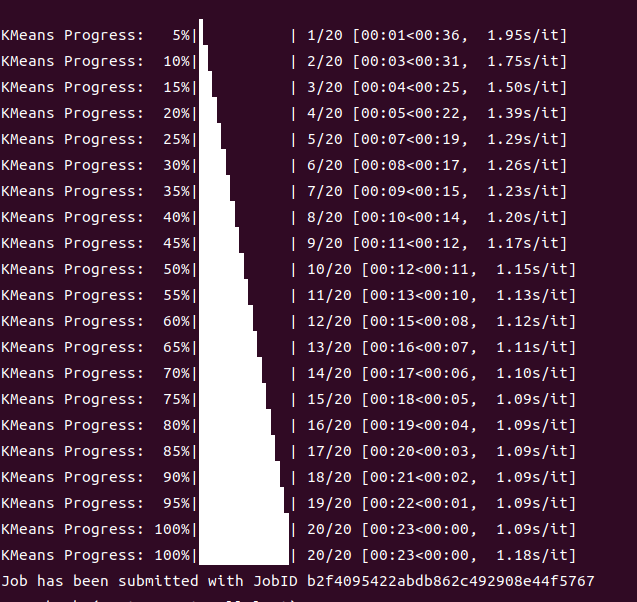 KMeans Progress:   5%| | 1/20 [00:01<00:36,  1.95s/it]
KMeans Progress:  10%| | 2/20 [00:03<00:31,  1.75s/it]
KMeans Progress:  15%| | 3/20 [00:04<00:25,  1.50s/it]
KMeans Progress:  20%| | 4/20 [00:05<00:22,  1.39s/it]
KMeans Progress:  25%| | 5/20 [00:07<00:19,  1.29s/it]
KMeans Progress:  30%| | 6/20 [00:08<00:17,  1.26s/it]
KMeans Progress:  35%| | 7/20 [00:09<00:15,  1.23s/it]
KMeans Progress:  40%| | 8/20 [00:10<00:14,  1.20s/it]
KMeans Progress:  45%| | 9/20 [00:11<00:12,  1.17s/it]
KMeans Progress:  50%| | 10/20 [00:12<00:11,  1.15s/it]
KMeans Progress:  55%| | 11/20 [00:13<00:10,  1.13s/it]
KMeans Progress:  60%| | 12/20 [00:15<00:08,  1.12s/it]
KMeans Progress:  65%| | 13/20 [00:16<00:07,  1.11s/it]
KMeans Progress:  70%| | 14/20 [00:17<00:06,  1.10s/it]
KMeans Progress:  75%| | 15/20 [00:18<00:05,  1.09s/it]
KMeans Progress:  80%| | 16/20 [00:19<00:04,  1.09s/it]
KMeans Progress:  85%| | 17/20 [00:20<00:03,  1.09s/it]
KMeans Progress:  90%| | 18/20 [00:21<00:02,  1.09s/it]
KMeans Progress:  95%| | 19/20 [00:22<00:01,  1.09s/it]
KMeans Progress: 100%| | 20/20 [00:23<00:00,  1.09s/it]
KMeans Progress: 100%| | 20/20 [00:23<00:00,  1.18s/it]
Job has been submitted with JobID b2f4095422abdb862c492908e44f5767